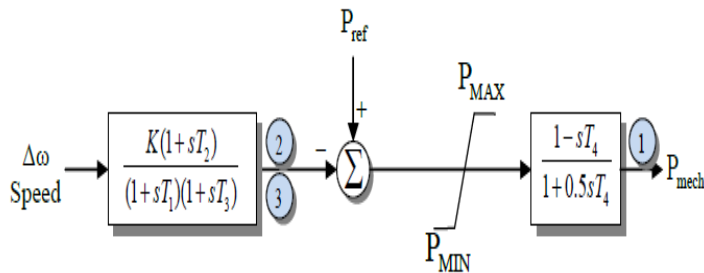 P_ref
+
P_MAX
Δω
Speed
K(1+sT_2)
(1+sT_1)(1+sT_3)
2
3
−
Σ
1−sT_4
1+0.5sT_4
1
P_mech
P_MIN